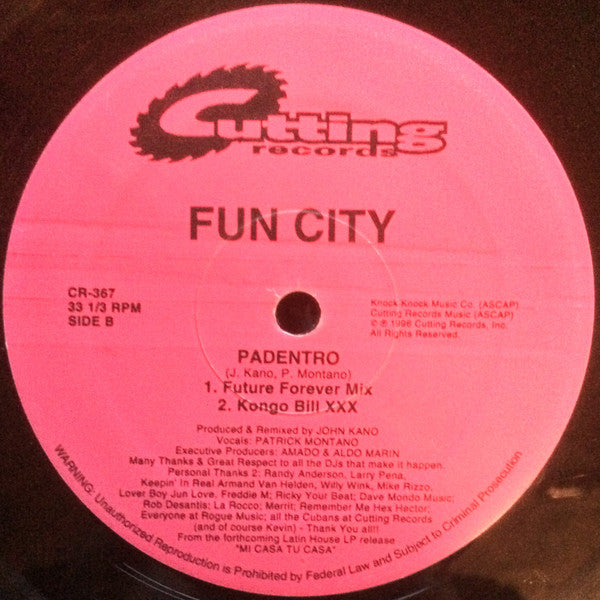 Cutting
records
FUN CITY
CR-367
33 1/3 RPM
SIDE B
Knock Knock Music Co. (ASCAP)
Cutting Records Music (ASCAP)
© ℗ 1996 Cutting Records, Inc.
All Rights Reserved.
PADENTRO
(J. Kano, P. Montano)
1. Future Forever Mix
2. Kongo Bill XXX
Produced & Remixed by JOHN KANO
Vocals: PATRICK MONTANO
Executive Producers: AMADO & ALDO MARIN
Many Thanks & Great Respect to all the DJs that make it happen.
Personal Thanks 2: Randy Anderson, Larry Pena,
Keepin' In Real Armand Van Helden, Willy Wink, Mike Rizzo,
Lover Boy Jun Love, Freddie M; Ricky Your Beat; Dave Mondo Music;
Rob Desantis; La Rocco; Merrit; Remember Me Hex Hector;
Everyone at Rogue Music; all the Cubans at Cutting Records
(and of course Kevin) - Thank You all!!
From the forthcoming Latin House LP release
"MI CASA TU CASA"
WARNING: Unauthorized Reproduction is Prohibited by Federal Law and Subject to Criminal Prosecution